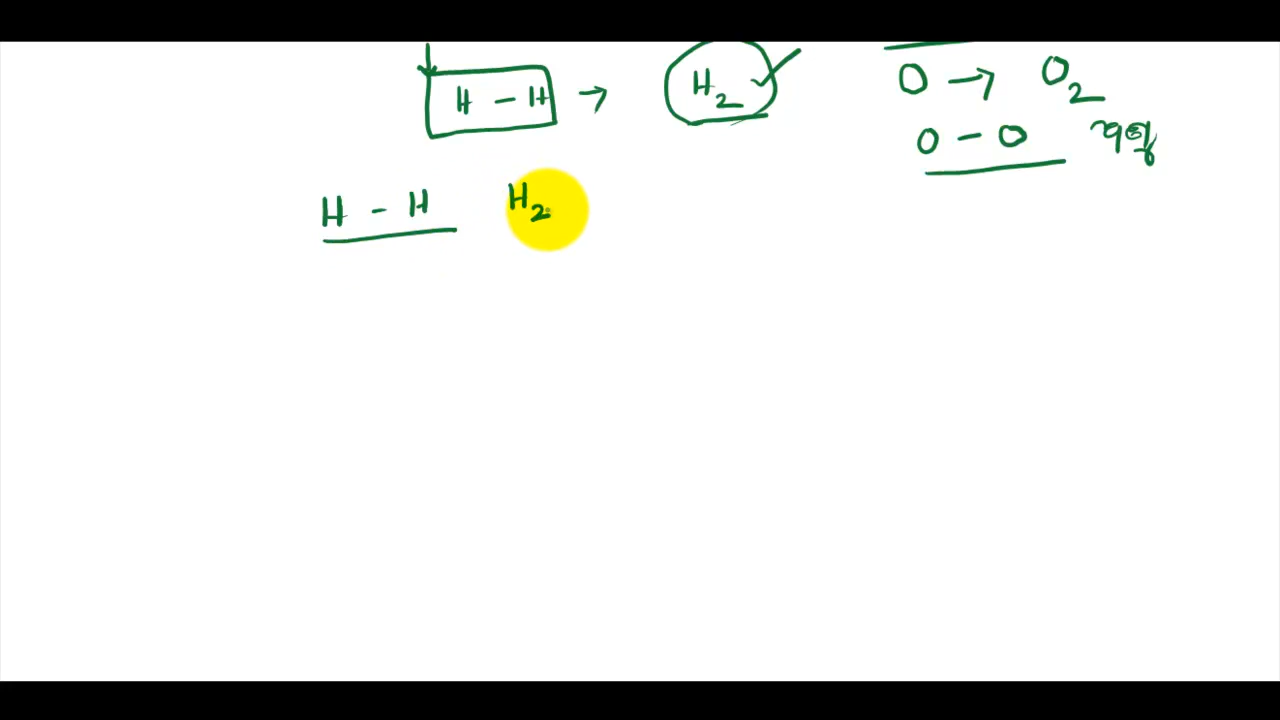 H - H → H₂
O → O₂
O - O
H - H H₂